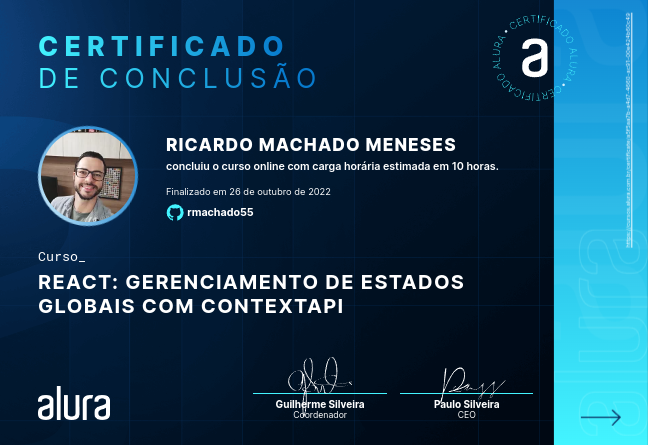 CERTIFICADO
DE CONCLUSÃO
CERTIFICADO ALURA • CERTIFICADO ALURA •
a
RICARDO MACHADO MENESES
concluiu o curso online com carga horária estimada em 10 horas.
Finalizado em 26 de outubro de 2022
rmachado55
Curso_
REACT: GERENCIAMENTO DE ESTADOS
GLOBAIS COM CONTEXTAPI
alura
Guilherme Silveira
Coordenador
Paulo Silveira
CEO
alura